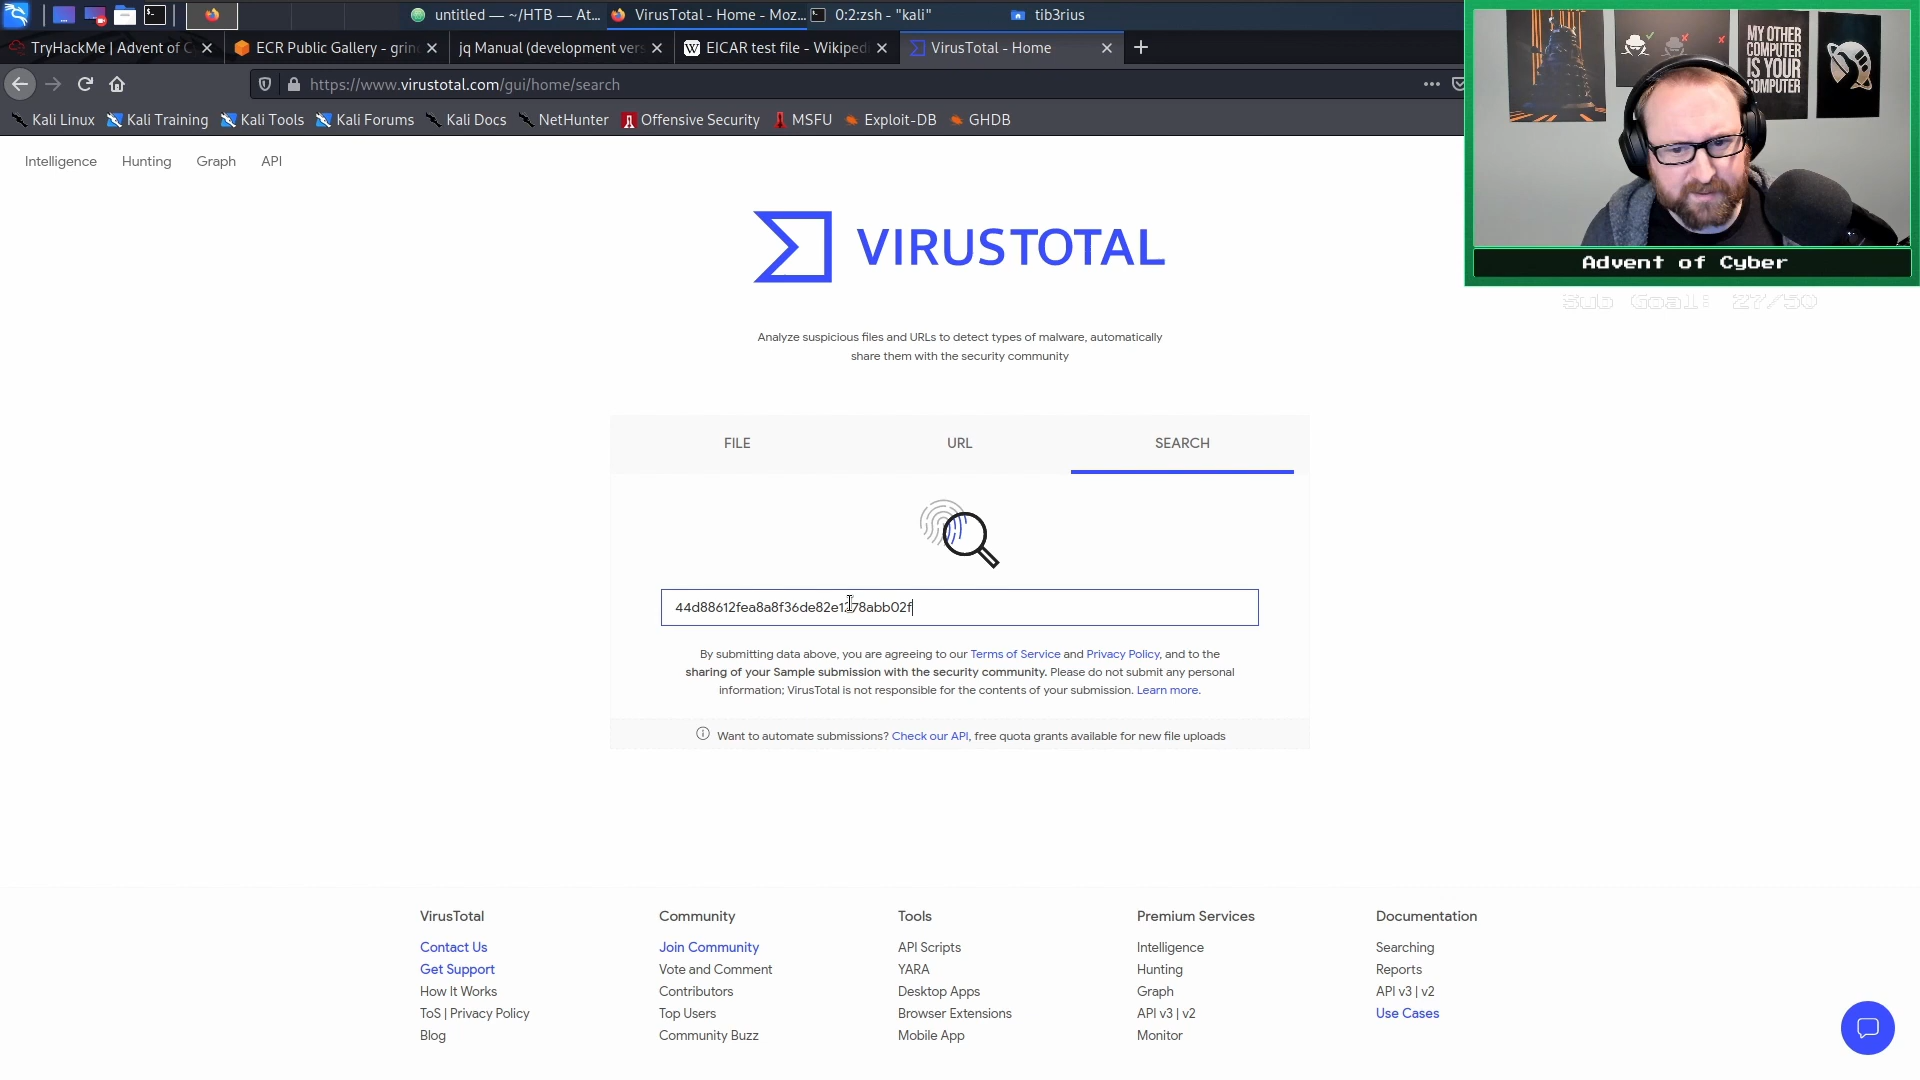 untitled — ~/HTB — At...
VirusTotal - Home - Moz...
0:2:zsh - "kali"
tib3rius
TryHackMe | Advent of C
ECR Public Gallery - grin
jq Manual (development ver
EICAR test file - Wikiped
VirusTotal - Home
https://www.virustotal.com/gui/home/search
Kali Linux
Kali Training
Kali Tools
Kali Forums
Kali Docs
NetHunter
Offensive Security
MSFU
Exploit-DB
GHDB
MY OTHER
COMPUTER
IS YOUR
COMPUTER
Advent of Cyber
Sub Goal: 27/50
Intelligence
Hunting
Graph
API
VIRUSTOTAL
Analyze suspicious files and URLs to detect types of malware, automatically
share them with the security community
FILE
URL
SEARCH
44d88612fea8a8f36de82e1278abb02f
By submitting data above, you are agreeing to our Terms of Service and Privacy Policy, and to the
sharing of your Sample submission with the security community. Please do not submit any personal
information; VirusTotal is not responsible for the contents of your submission. Learn more.
Want to automate submissions? Check our API, free quota grants available for new file uploads
VirusTotal
Contact Us
Get Support
How It Works
ToS | Privacy Policy
Blog
Community
Join Community
Vote and Comment
Contributors
Top Users
Community Buzz
Tools
API Scripts
YARA
Desktop Apps
Browser Extensions
Mobile App
Premium Services
Intelligence
Hunting
Graph
API v3 | v2
Monitor
Documentation
Searching
Reports
API v3 | v2
Use Cases